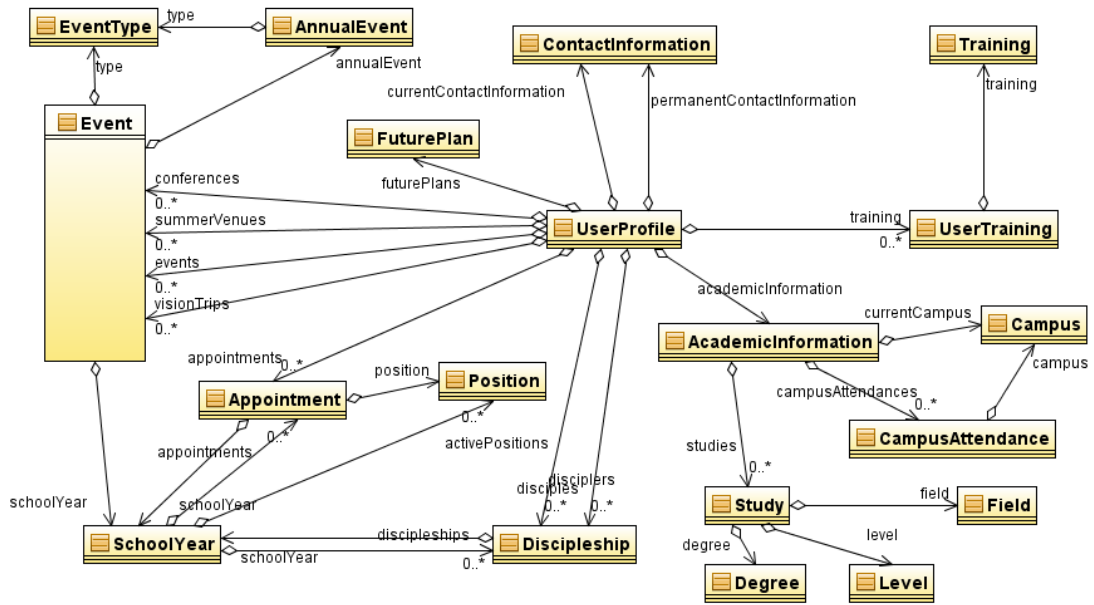 EventType
type
AnnualEvent
annualEvent
type
Event
ContactInformation
currentContactInformation
permanentContactInformation
Training
training
FuturePlan
futurePlans
conferences
0..*
summerVenues
0..*
events
0..*
visionTrips
0..*
UserProfile
training
0..*
UserTraining
academicInformation
currentCampus
Campus
campus
AcademicInformation
campusAttendances
0..*
CampusAttendance
appointments
0..*
Appointment
position
Position
0..*
activePositions
appointments
0..*
studies
0..*
disciples
0..*
disciplers
0..*
schoolYear
schoolYear
SchoolYear
discipleships
schoolYear
0..*
Discipleship
Study
field
Field
degree
level
Degree
Level